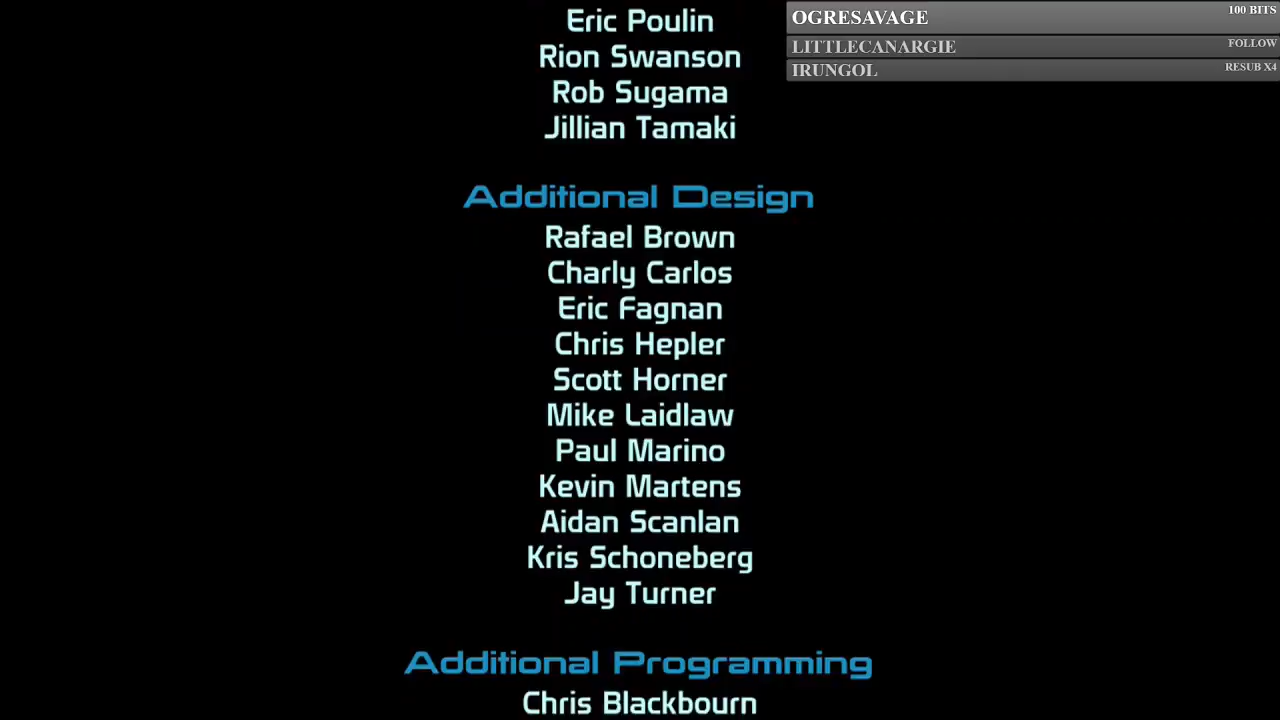 Eric Poulin
Rion Swanson
Rob Sugama
Jillian Tamaki
OGRESAVAGE 100 BITS
LITTLECANARGIE FOLLOW
IRUNGOL RESUB X4
Additional Design
Rafael Brown
Charly Carlos
Eric Fagnan
Chris Hepler
Scott Horner
Mike Laidlaw
Paul Marino
Kevin Martens
Aidan Scanlan
Kris Schoneberg
Jay Turner
Additional Programming
Chris Blackbourn